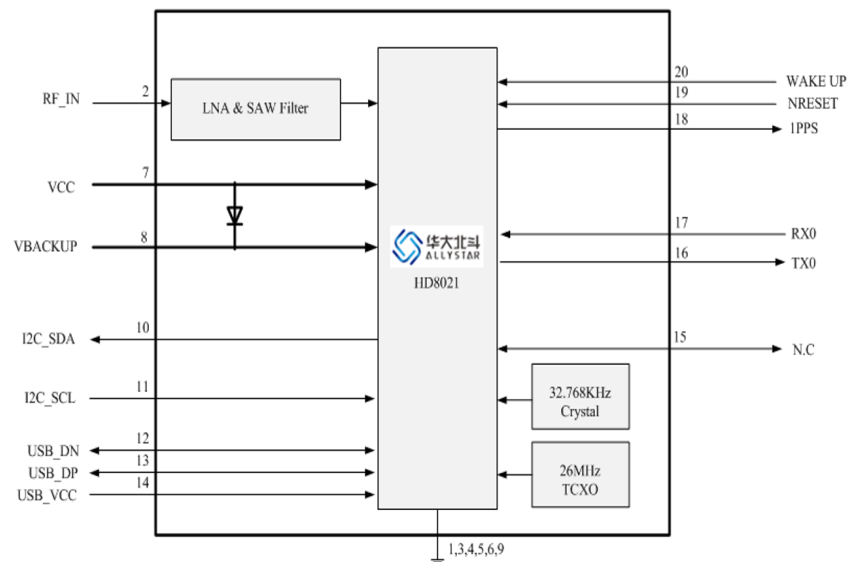 RF_IN
2
LNA & SAW Filter
20
WAKE UP
19
NRESET
18
1PPS
VCC
7
VBACKUP
8
华大北斗
ALLYSTAR
HD8021
17
RX0
16
TX0
I2C_SDA
10
15
N.C
I2C_SCL
11
32.768KHz
Crystal
USB_DN
12
USB_DP
13
USB_VCC
14
26MHz
TCXO
1,3,4,5,6,9